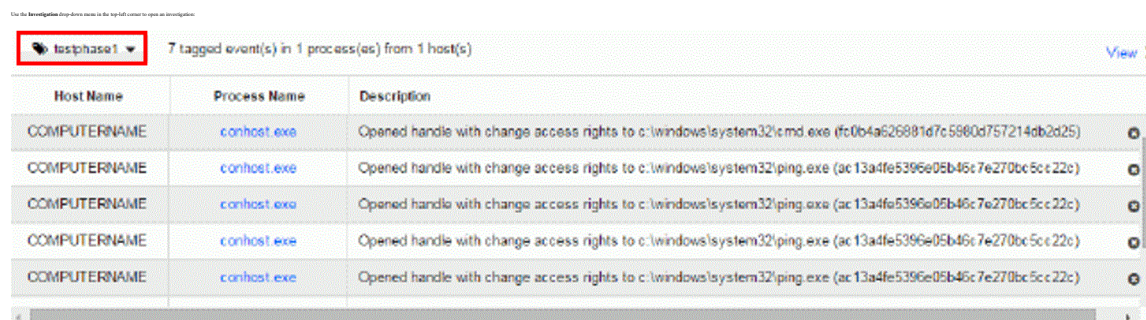 Use the Investigation drop-down menu in the top-left corner to open an investigation:
testphase1 7 tagged event(s) in 1 process(es) from 1 host(s)
View
Host Name Process Name Description
COMPUTERNAME conhost.exe Opened handle with change access rights to c:\windows\system32\cmd.exe (fc0b4a626881d7c5980d757214db2d25)
COMPUTERNAME conhost.exe Opened handle with change access rights to c:\windows\system32\ping.exe (ac13a4fe5396e05b46c7e270bc5cc22c)
COMPUTERNAME conhost.exe Opened handle with change access rights to c:\windows\system32\ping.exe (ac13a4fe5396e05b46c7e270bc5cc22c)
COMPUTERNAME conhost.exe Opened handle with change access rights to c:\windows\system32\ping.exe (ac13a4fe5396e05b46c7e270bc5cc22c)
COMPUTERNAME conhost.exe Opened handle with change access rights to c:\windows\system32\ping.exe (ac13a4fe5396e05b46c7e270bc5cc22c)